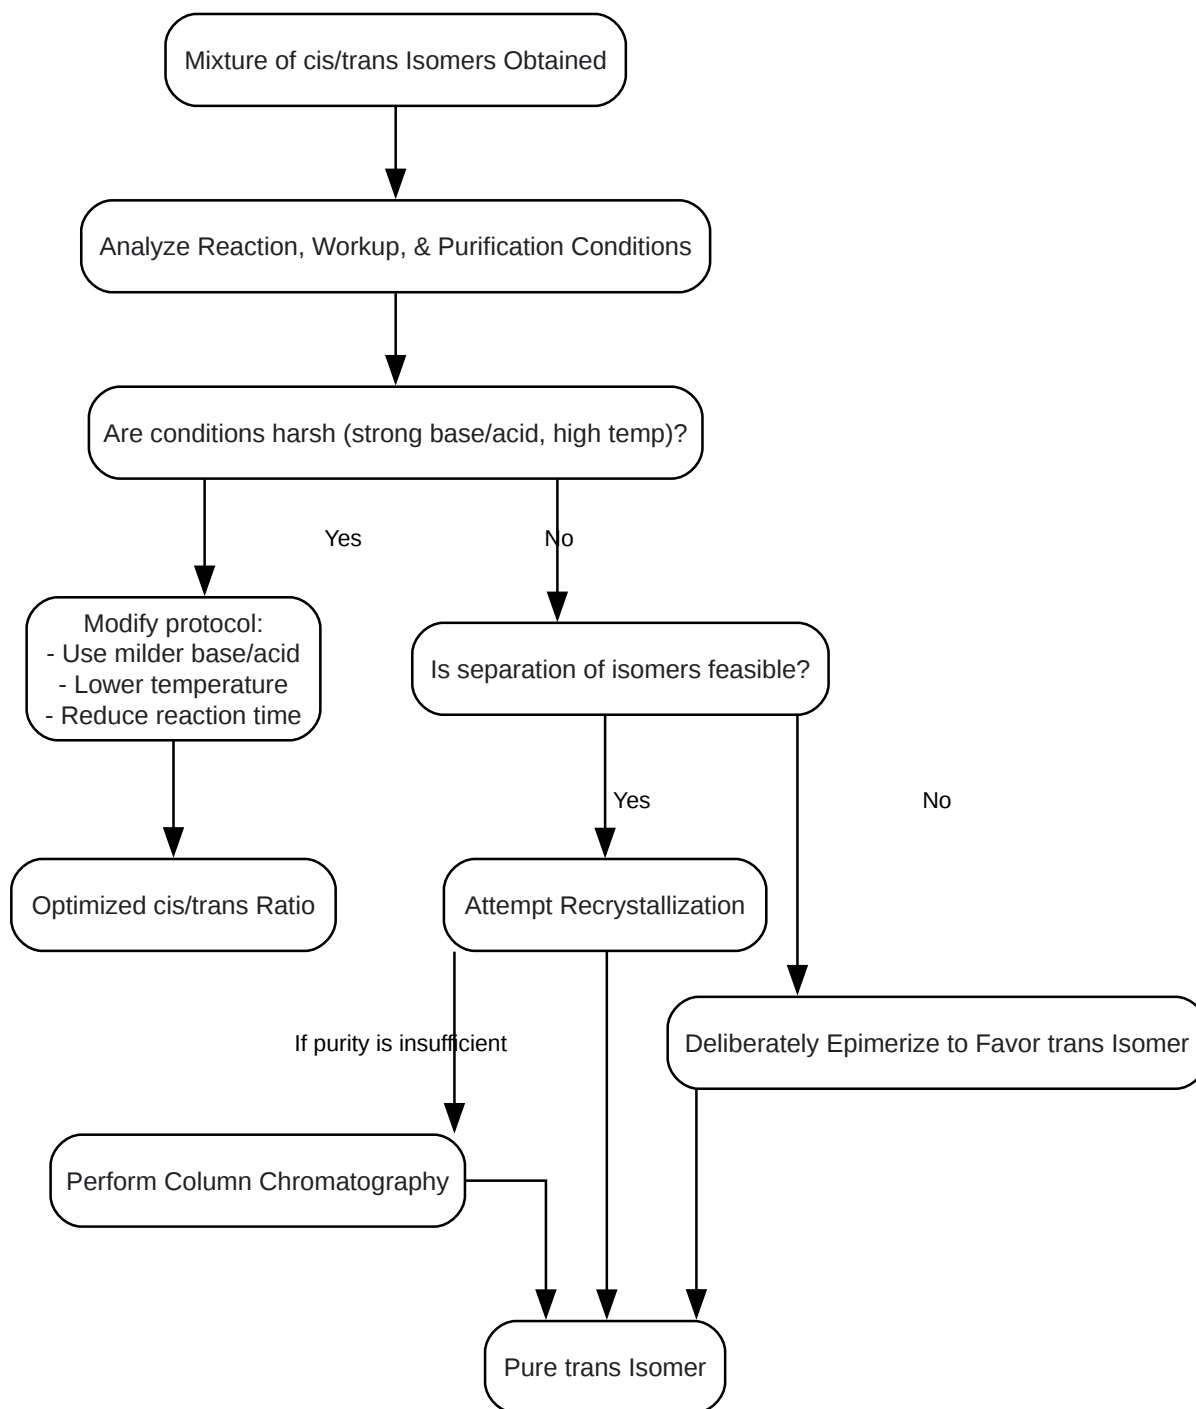 Mixture of cis/trans Isomers Obtained
Analyze Reaction, Workup, & Purification Conditions
Are conditions harsh (strong base/acid, high temp)?
Yes
No
Modify protocol:
- Use milder base/acid
- Lower temperature
- Reduce reaction time
Is separation of isomers feasible?
Yes
No
Optimized cis/trans Ratio
Attempt Recrystallization
If purity is insufficient
Deliberately Epimerize to Favor trans Isomer
Perform Column Chromatography
Pure trans Isomer